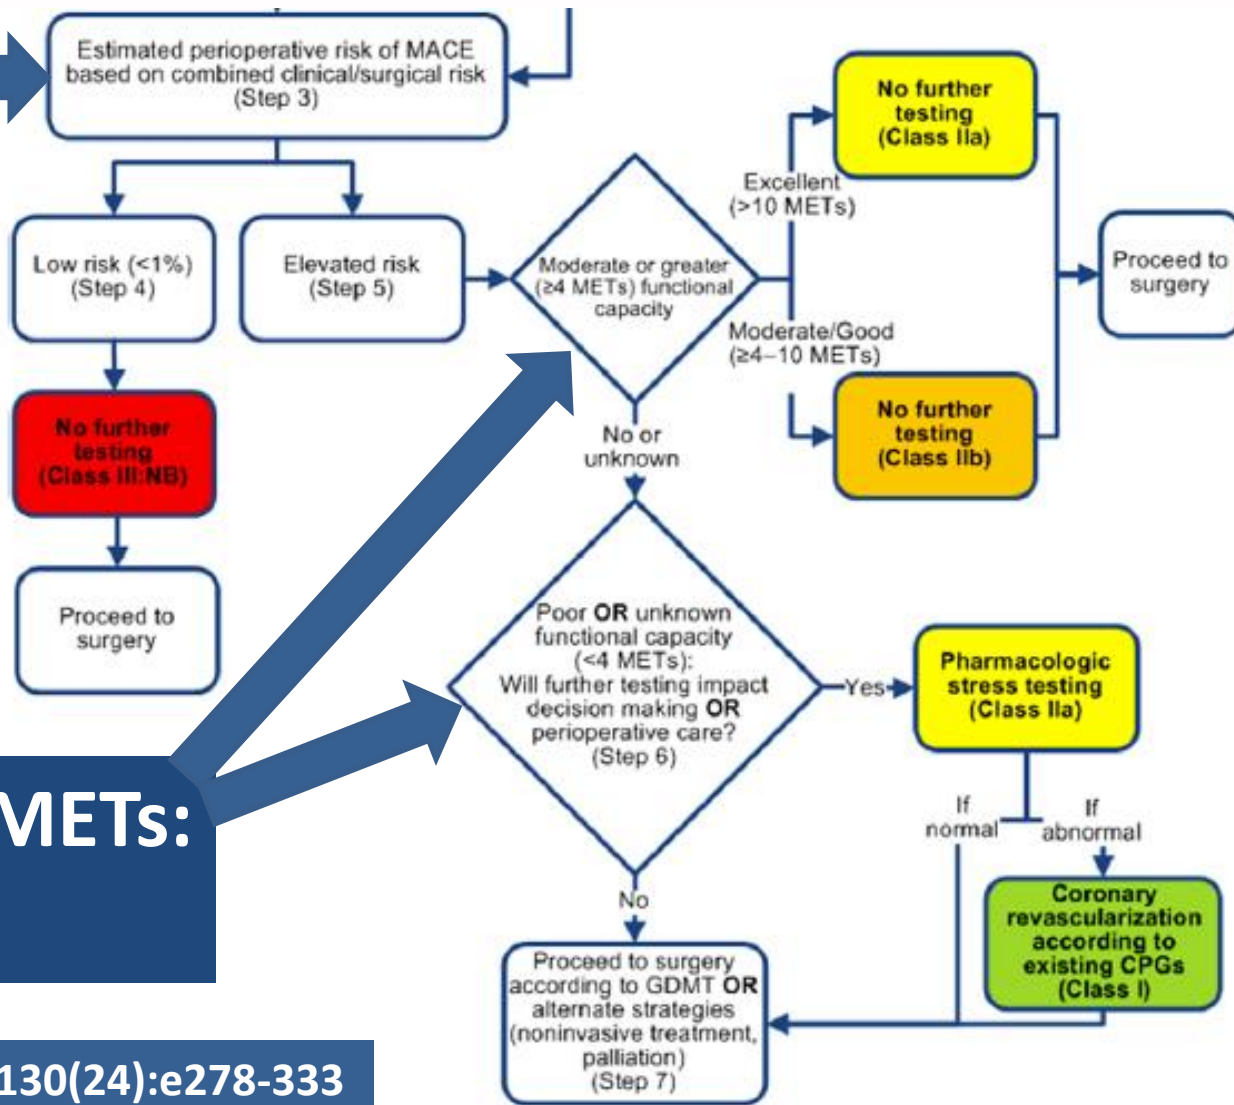 Estimated perioperative risk of MACE
based on combined clinical/surgical risk
(Step 3)
Low risk (<1%)
(Step 4)
Elevated risk
(Step 5)
No further
testing
(Class III:NB)
Proceed to
surgery
Moderate or greater
(≥4 METs) functional
capacity
Excellent
(>10 METs)
No further
testing
(Class IIa)
Moderate/Good
(≥4–10 METs)
No further
testing
(Class IIb)
Proceed to
surgery
No or
unknown
Poor OR unknown
functional capacity
(<4 METs):
Will further testing impact
decision making OR
perioperative care?
(Step 6)
Yes
Pharmacologic
stress testing
(Class IIa)
If
normal
If
abnormal
Coronary
revascularization
according to
existing CPGs
(Class I)
No
Proceed to surgery
according to GDMT OR
alternate strategies
(noninvasive treatment,
palliation)
(Step 7)
METs:
130(24):e278-333